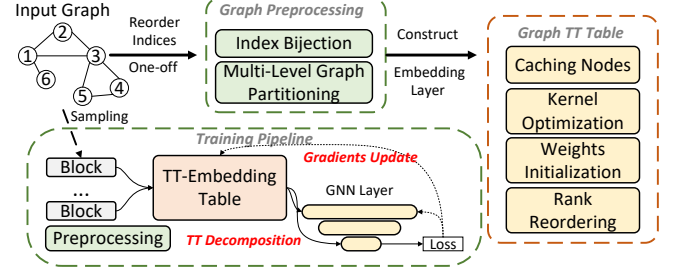 Input Graph
1
2
3
4
5
6
Reorder
Indices
One-off
Graph Preprocessing
Index Bijection
Multi-Level Graph
Partitioning
Construct
Embedding
Layer
Graph TT Table
Caching Nodes
Kernel
Optimization
Weights
Initialization
Rank
Reordering
Sampling
Training Pipeline
Block
...
Block
Preprocessing
TT-Embedding
Table
TT Decomposition
Gradients Update
GNN Layer
Loss